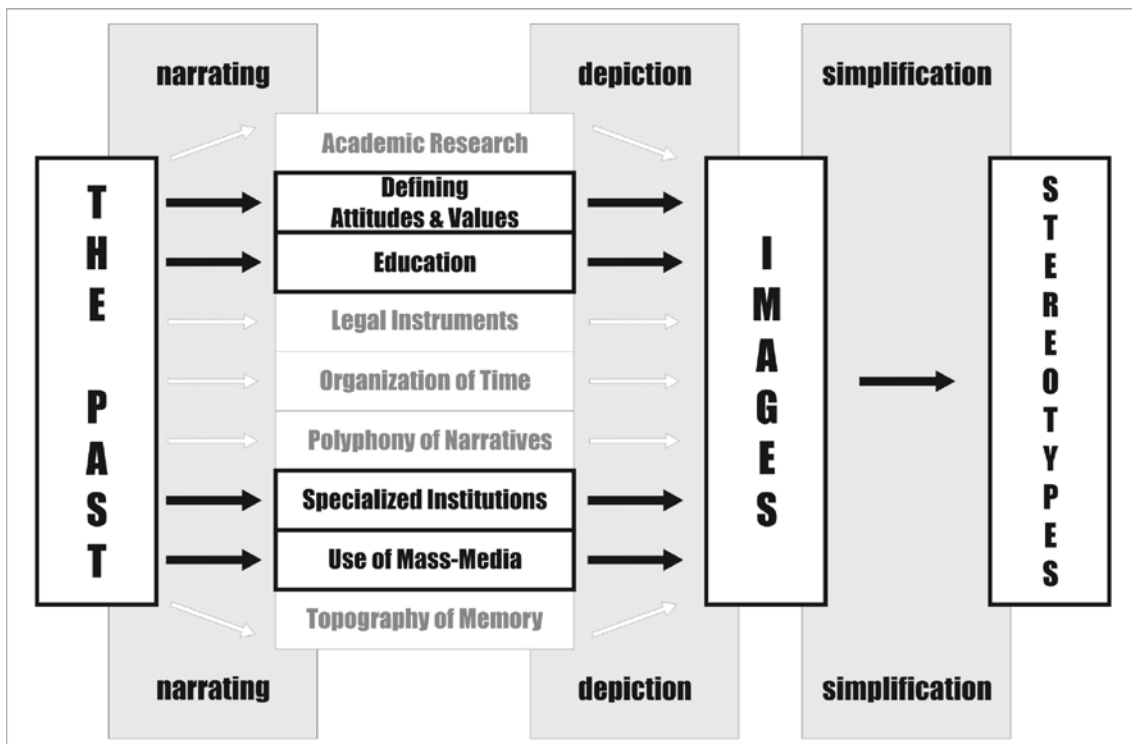 narrating depiction simplification
THE PAST
Academic Research
Defining
Attitudes & Values
Education
Legal Instruments
Organization of Time
Polyphony of Narratives
Specialized Institutions
Use of Mass-Media
Topography of Memory
IMAGES
STEREOTYPES
narrating depiction simplification